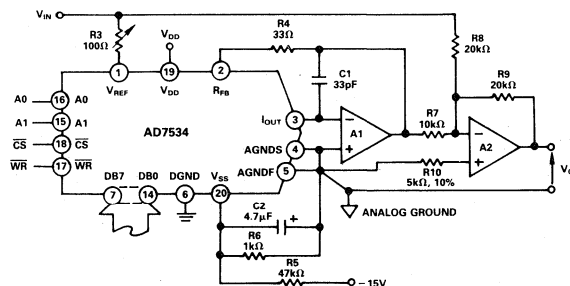 VIN
R3
100Ω
VDD
R4
33Ω
C1
33pF
R8
20kΩ
R9
20kΩ
1
VREF
19
VDD
2
RFB
A0
16
A0
A1
15
A1
CS
18
CS
WR
17
WR
AD7534
IOUT
3
AGNDS
4
AGNDF
5
−
+
A1
R7
10kΩ
−
+
A2
R10
5kΩ, 10%
DB7
7
DB0
14
DGND
6
VSS
20
ANALOG GROUND
C2
4.7μF
+
R6
1kΩ
R5
47kΩ
−15V